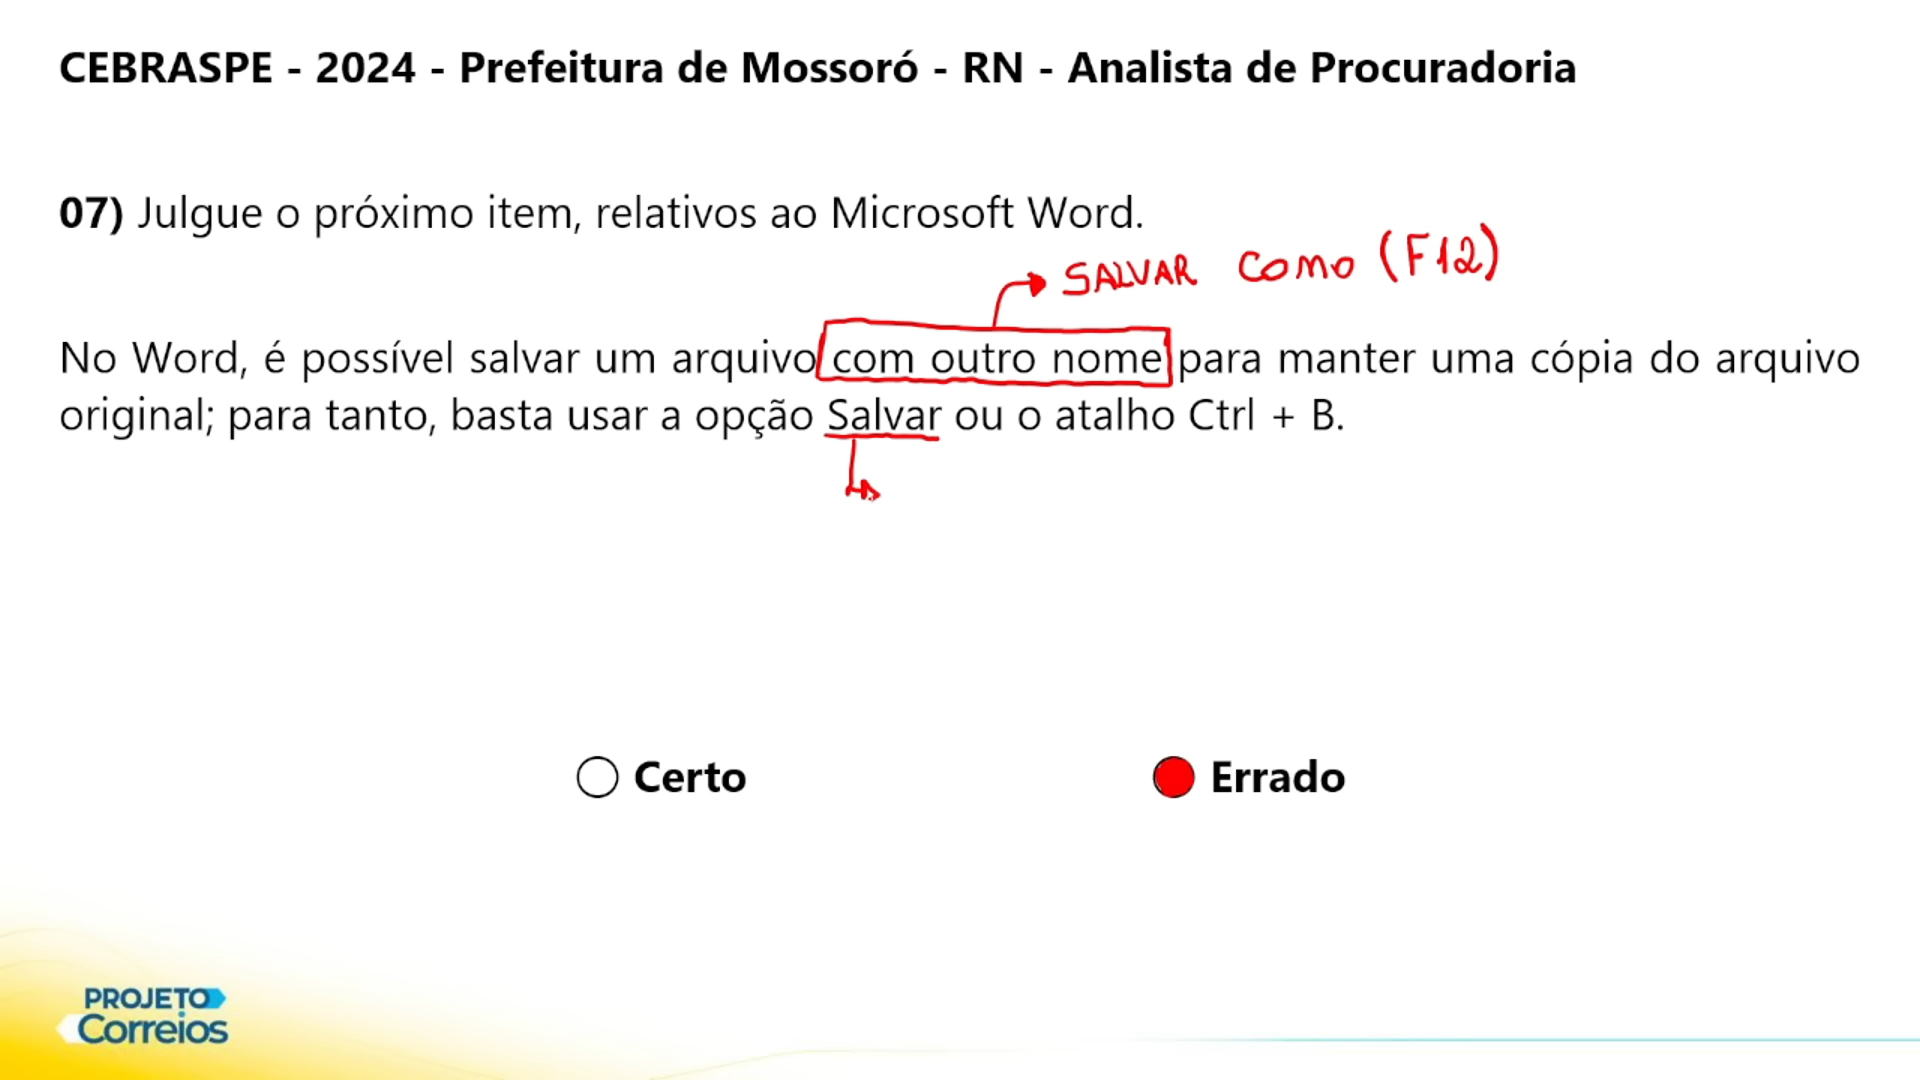 CEBRASPE - 2024 - Prefeitura de Mossoró - RN - Analista de Procuradoria
07) Julgue o próximo item, relativos ao Microsoft Word.
SALVAR COMO (F12)
No Word, é possível salvar um arquivo com outro nome para manter uma cópia do arquivo
original; para tanto, basta usar a opção Salvar ou o atalho Ctrl + B.
Certo
Errado
PROJETO
Correios